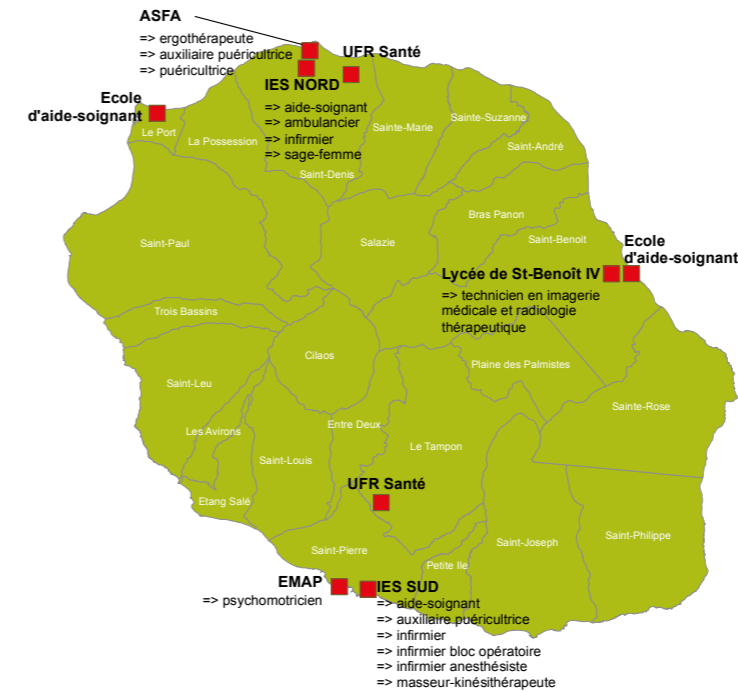 ASFA
=> ergothérapeute
=> auxiliaire puéricultrice
=> puéricultrice
UFR Santé
IES NORD
=> aide-soignant
=> ambulancier
=> infirmier
=> sage-femme
Ecole
d'aide-soignant
Le Port
La Possession
Saint-Denis
Sainte-Marie
Sainte-Suzanne
Saint-André
Bras Panon
Saint-Paul
Salazie
Saint-Benoit
Ecole
d'aide-soignant
Lycée de St-Benoît IV
=> technicien en imagerie
médicale et radiologie
thérapeutique
Trois Bassins
Cilaos
Plaine des Palmistes
Saint-Leu
Sainte-Rose
Les Avirons
Entre Deux
Le Tampon
Saint-Louis
UFR Santé
Etang Salé
Saint-Pierre
Saint-Joseph
Saint-Philippe
Petite Ile
EMAP
=> psychomotricien
IES SUD
=> aide-soignant
=> auxiliaire puéricultrice
=> infirmier
=> infirmier bloc opératoire
=> infirmier anesthésiste
=> masseur-kinésithérapeute